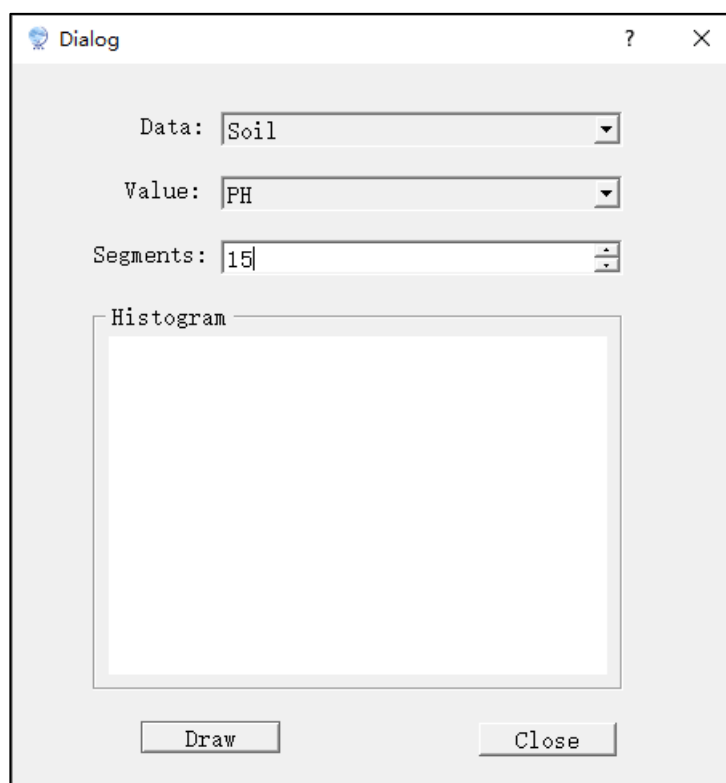 Dialog ? ×
Data: Soil
Value: PH
Segments: 15
Histogram
Draw Close